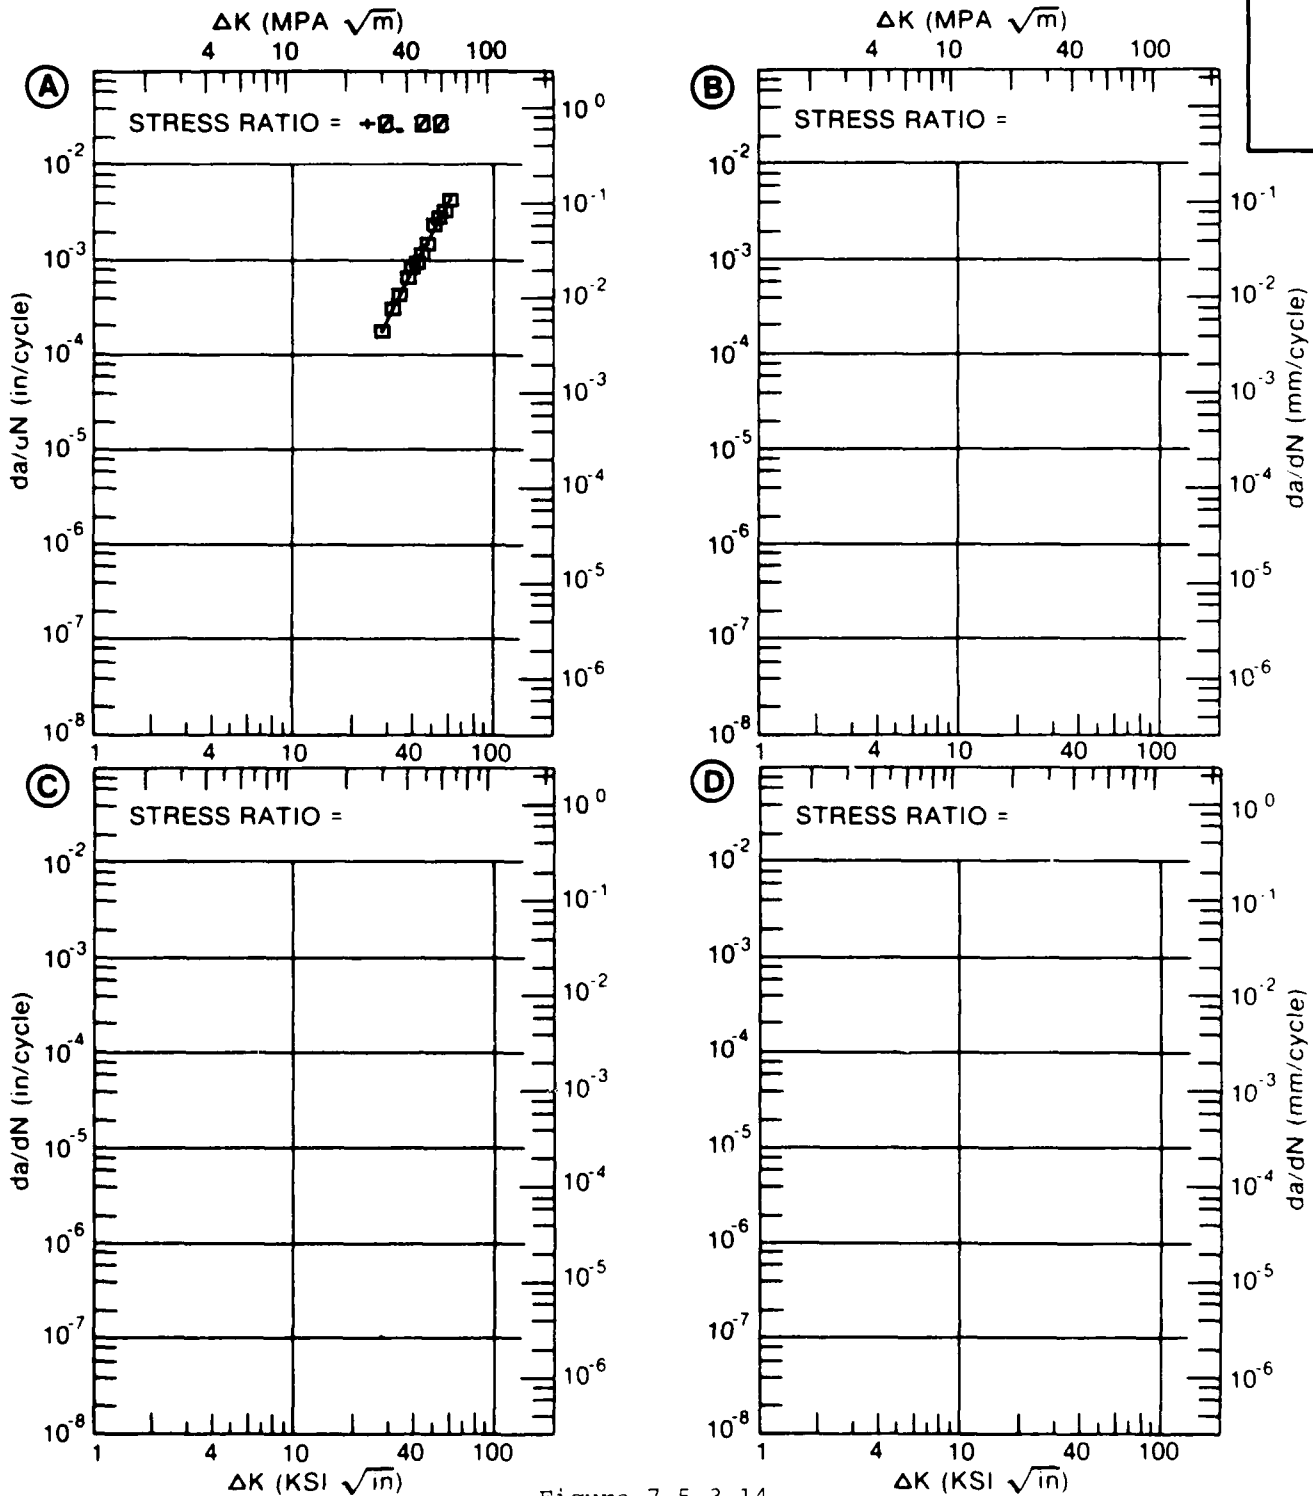 ΔK (MPA √m)
4 10 40 100
ΔK (MPA √m)
4 10 40 100
A
STRESS RATIO = +0.00
10^0
10^-1
10^-2
10^-3
10^-4
10^-5
10^-6
10^-2
10^-3
10^-4
10^-5
10^-6
10^-7
10^-8
da/dN (in/cycle)
1 4 10 40 100
B
STRESS RATIO =
10^-2
10^-3
10^-4
10^-5
10^-6
10^-7
10^-8
10^-1
10^-2
10^-3
10^-4
10^-5
10^-6
da/dN (mm/cycle)
1 4 10 40 100
C
STRESS RATIO =
10^0
10^-1
10^-2
10^-3
10^-4
10^-5
10^-6
10^-2
10^-3
10^-4
10^-5
10^-6
10^-7
10^-8
da/dN (in/cycle)
1 4 10 40 100
ΔK (KSI √in)
D
STRESS RATIO =
10^-2
10^-3
10^-4
10^-5
10^-6
10^-7
10^-8
10^0
10^-1
10^-2
10^-3
10^-4
10^-5
10^-6
da/dN (mm/cycle)
1 4 10 40 100
ΔK (KSI √in)
Figure 7.5.3.14